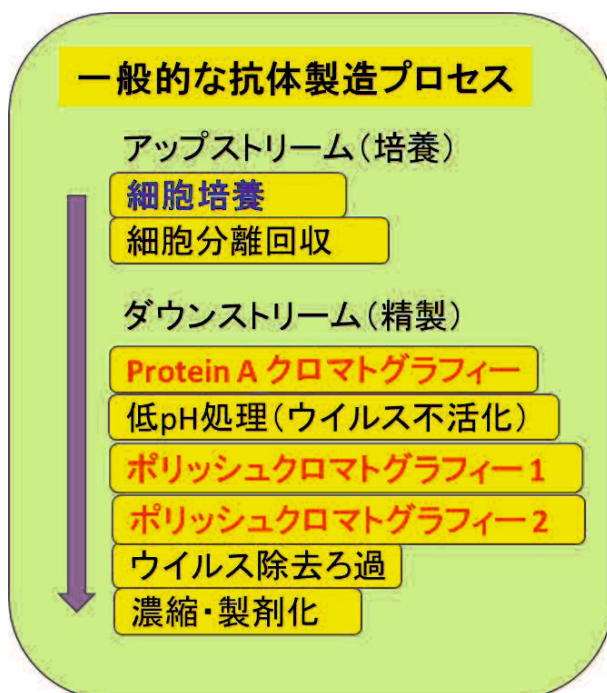 一般的な抗体製造プロセス
アップストリーム(培養)
細胞培養
細胞分離回収
ダウンストリーム(精製)
Protein A クロマトグラフィー
低pH処理(ウイルス不活化)
ポリッシュクロマトグラフィー1
ポリッシュクロマトグラフィー2
ウイルス除去ろ過
濃縮・製剤化